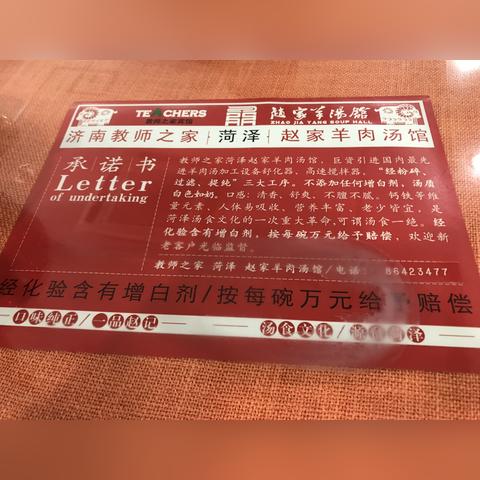 TEACHERS
教师之家宾馆
赵家羊汤馆
ZHAO JIA YANG SOUP HALL
济南教师之家 菏泽 赵家羊肉汤馆
承诺书
Letter
of undertaking
教师之家菏泽赵家羊肉汤馆、巨资引进国内最先
进羊肉汤加工设备舒化器、高速搅拌器。“经粉碎、
过滤、提纯”三大工序。不添加任何增白剂，汤质
白色如奶。口感：清香、舒爽、不膻不腻。钙铁等维
量元素、人体易吸收。营养丰富、老少皆宜，是
菏泽汤食文化的一次重大革命，可谓汤食一绝。经
化验含有增白剂，按每碗万元给予赔偿、欢迎新
老客户光临监督。
教师之家 菏泽 赵家羊肉汤馆/电话 86423477
经化验含有增白剂/按每碗万元给予赔偿
口味纯正/一品赵记
汤食文化/源 泽